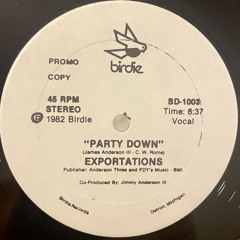 birdie
PROMO
COPY
45 RPM
STEREO
℗ 1982 Birdie
BD-1003
Time: 6:37
Vocal
"PARTY DOWN"
(James Anderson III - C. W. Rome)
EXPORTATIONS
Publisher: Anderson Three and FDY's Music - BMI
Co-Produced By: Jimmy Anderson III
Birdie Records
Detroit, Michigan